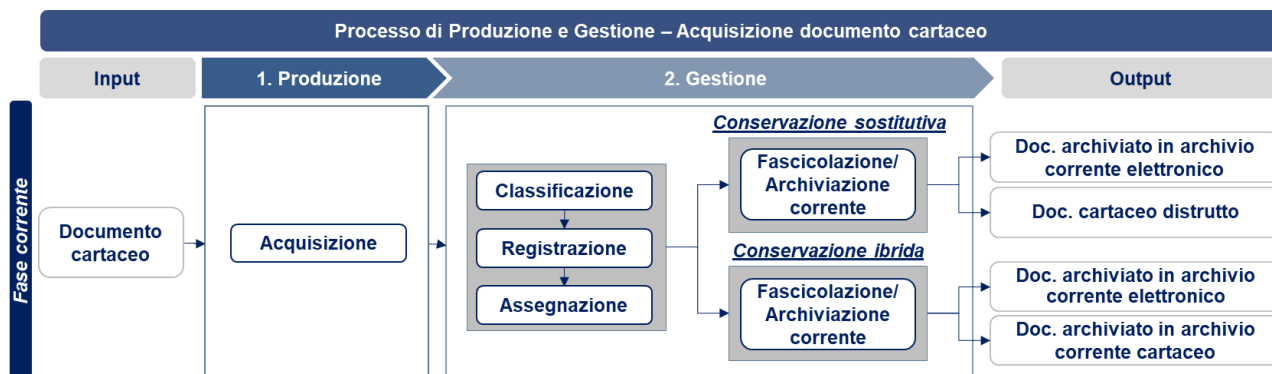 Processo di Produzione e Gestione – Acquisizione documento cartaceo
Input
1. Produzione
2. Gestione
Output
Fase corrente
Documento
cartaceo
Acquisizione
Classificazione
Registrazione
Assegnazione
Conservazione sostitutiva
Fascicolazione/
Archiviazione
corrente
Conservazione ibrida
Fascicolazione/
Archiviazione
corrente
Doc. archiviato in archivio
corrente elettronico
Doc. cartaceo distrutto
Doc. archiviato in archivio
corrente elettronico
Doc. archiviato in archivio
corrente cartaceo